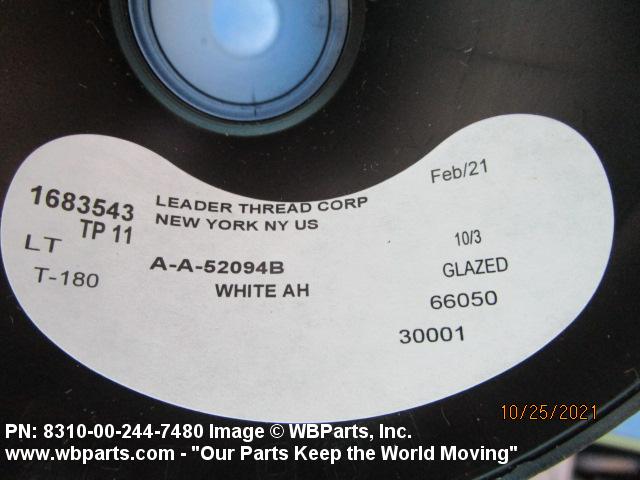 Feb/21
1683543 LEADER THREAD CORP
TP 11 NEW YORK NY US
LT 10/3
T-180 A-A-52094B GLAZED
WHITE AH 66050
30001
10/25/2021
PN: 8310-00-244-7480 Image © WBParts, Inc.
www.wbparts.com - "Our Parts Keep the World Moving"